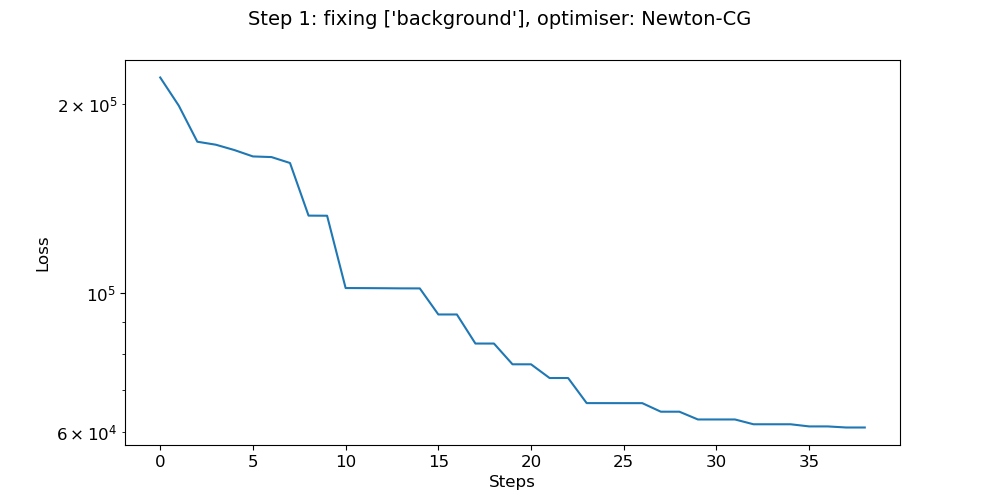 Step 1: fixing ['background'], optimiser: Newton-CG
2 × 10⁵
10⁵
6 × 10⁴
Loss
0 5 10 15 20 25 30 35
Steps